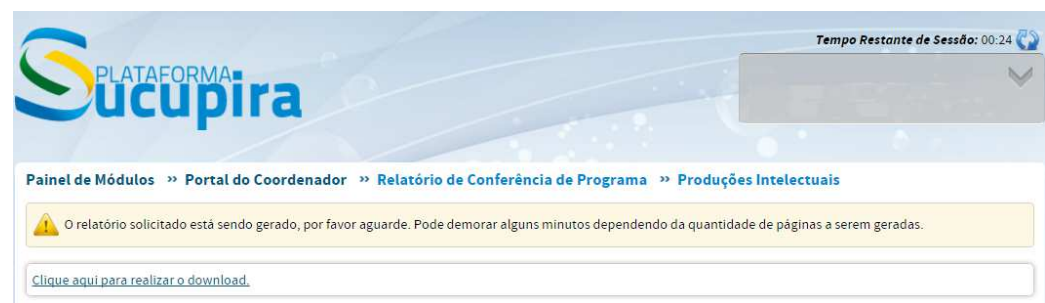 Tempo Restante de Sessão: 00:24
PLATAFORMA
Sucupira
Painel de Módulos » Portal do Coordenador » Relatório de Conferência de Programa » Produções Intelectuais
O relatório solicitado está sendo gerado, por favor aguarde. Pode demorar alguns minutos dependendo da quantidade de páginas a serem geradas.
Clique aqui para realizar o download.